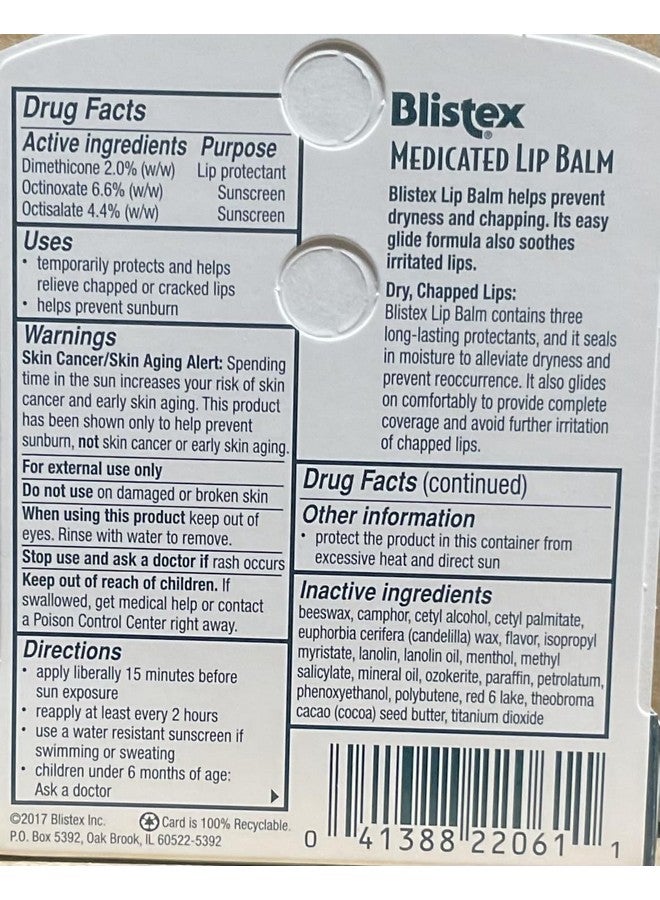 Drug Facts
Active ingredients Purpose
Dimethicone 2.0% (w/w) Lip protectant
Octinoxate 6.6% (w/w) Sunscreen
Octisalate 4.4% (w/w) Sunscreen
Uses
• temporarily protects and helps
relieve chapped or cracked lips
• helps prevent sunburn
Warnings
Skin Cancer/Skin Aging Alert: Spending
time in the sun increases your risk of skin
cancer and early skin aging. This product
has been shown only to help prevent
sunburn, not skin cancer or early skin aging.
For external use only
Do not use on damaged or broken skin
When using this product keep out of
eyes. Rinse with water to remove.
Stop use and ask a doctor if rash occurs
Keep out of reach of children. If
swallowed, get medical help or contact
a Poison Control Center right away.
Directions
• apply liberally 15 minutes before
sun exposure
• reapply at least every 2 hours
• use a water resistant sunscreen if
swimming or sweating
• children under 6 months of age:
Ask a doctor
©2017 Blistex Inc. Card is 100% Recyclable.
P.O. Box 5392, Oak Brook, IL 60522-5392
Blistex®
MEDICATED LIP BALM
Blistex Lip Balm helps prevent
dryness and chapping. Its easy
glide formula also soothes
irritated lips.
Dry, Chapped Lips:
Blistex Lip Balm contains three
long-lasting protectants, and it seals
in moisture to alleviate dryness and
prevent reoccurrence. It also glides
on comfortably to provide complete
coverage and avoid further irritation
of chapped lips.
Drug Facts (continued)
Other information
• protect the product in this container from
excessive heat and direct sun
Inactive ingredients
beeswax, camphor, cetyl alcohol, cetyl palmitate,
euphorbia cerifera (candelilla) wax, flavor, isopropyl
myristate, lanolin, lanolin oil, menthol, methyl
salicylate, mineral oil, ozokerite, paraffin, petrolatum,
phenoxyethanol, polybutene, red 6 lake, theobroma
cacao (cocoa) seed butter, titanium dioxide
0 41388 22061 1